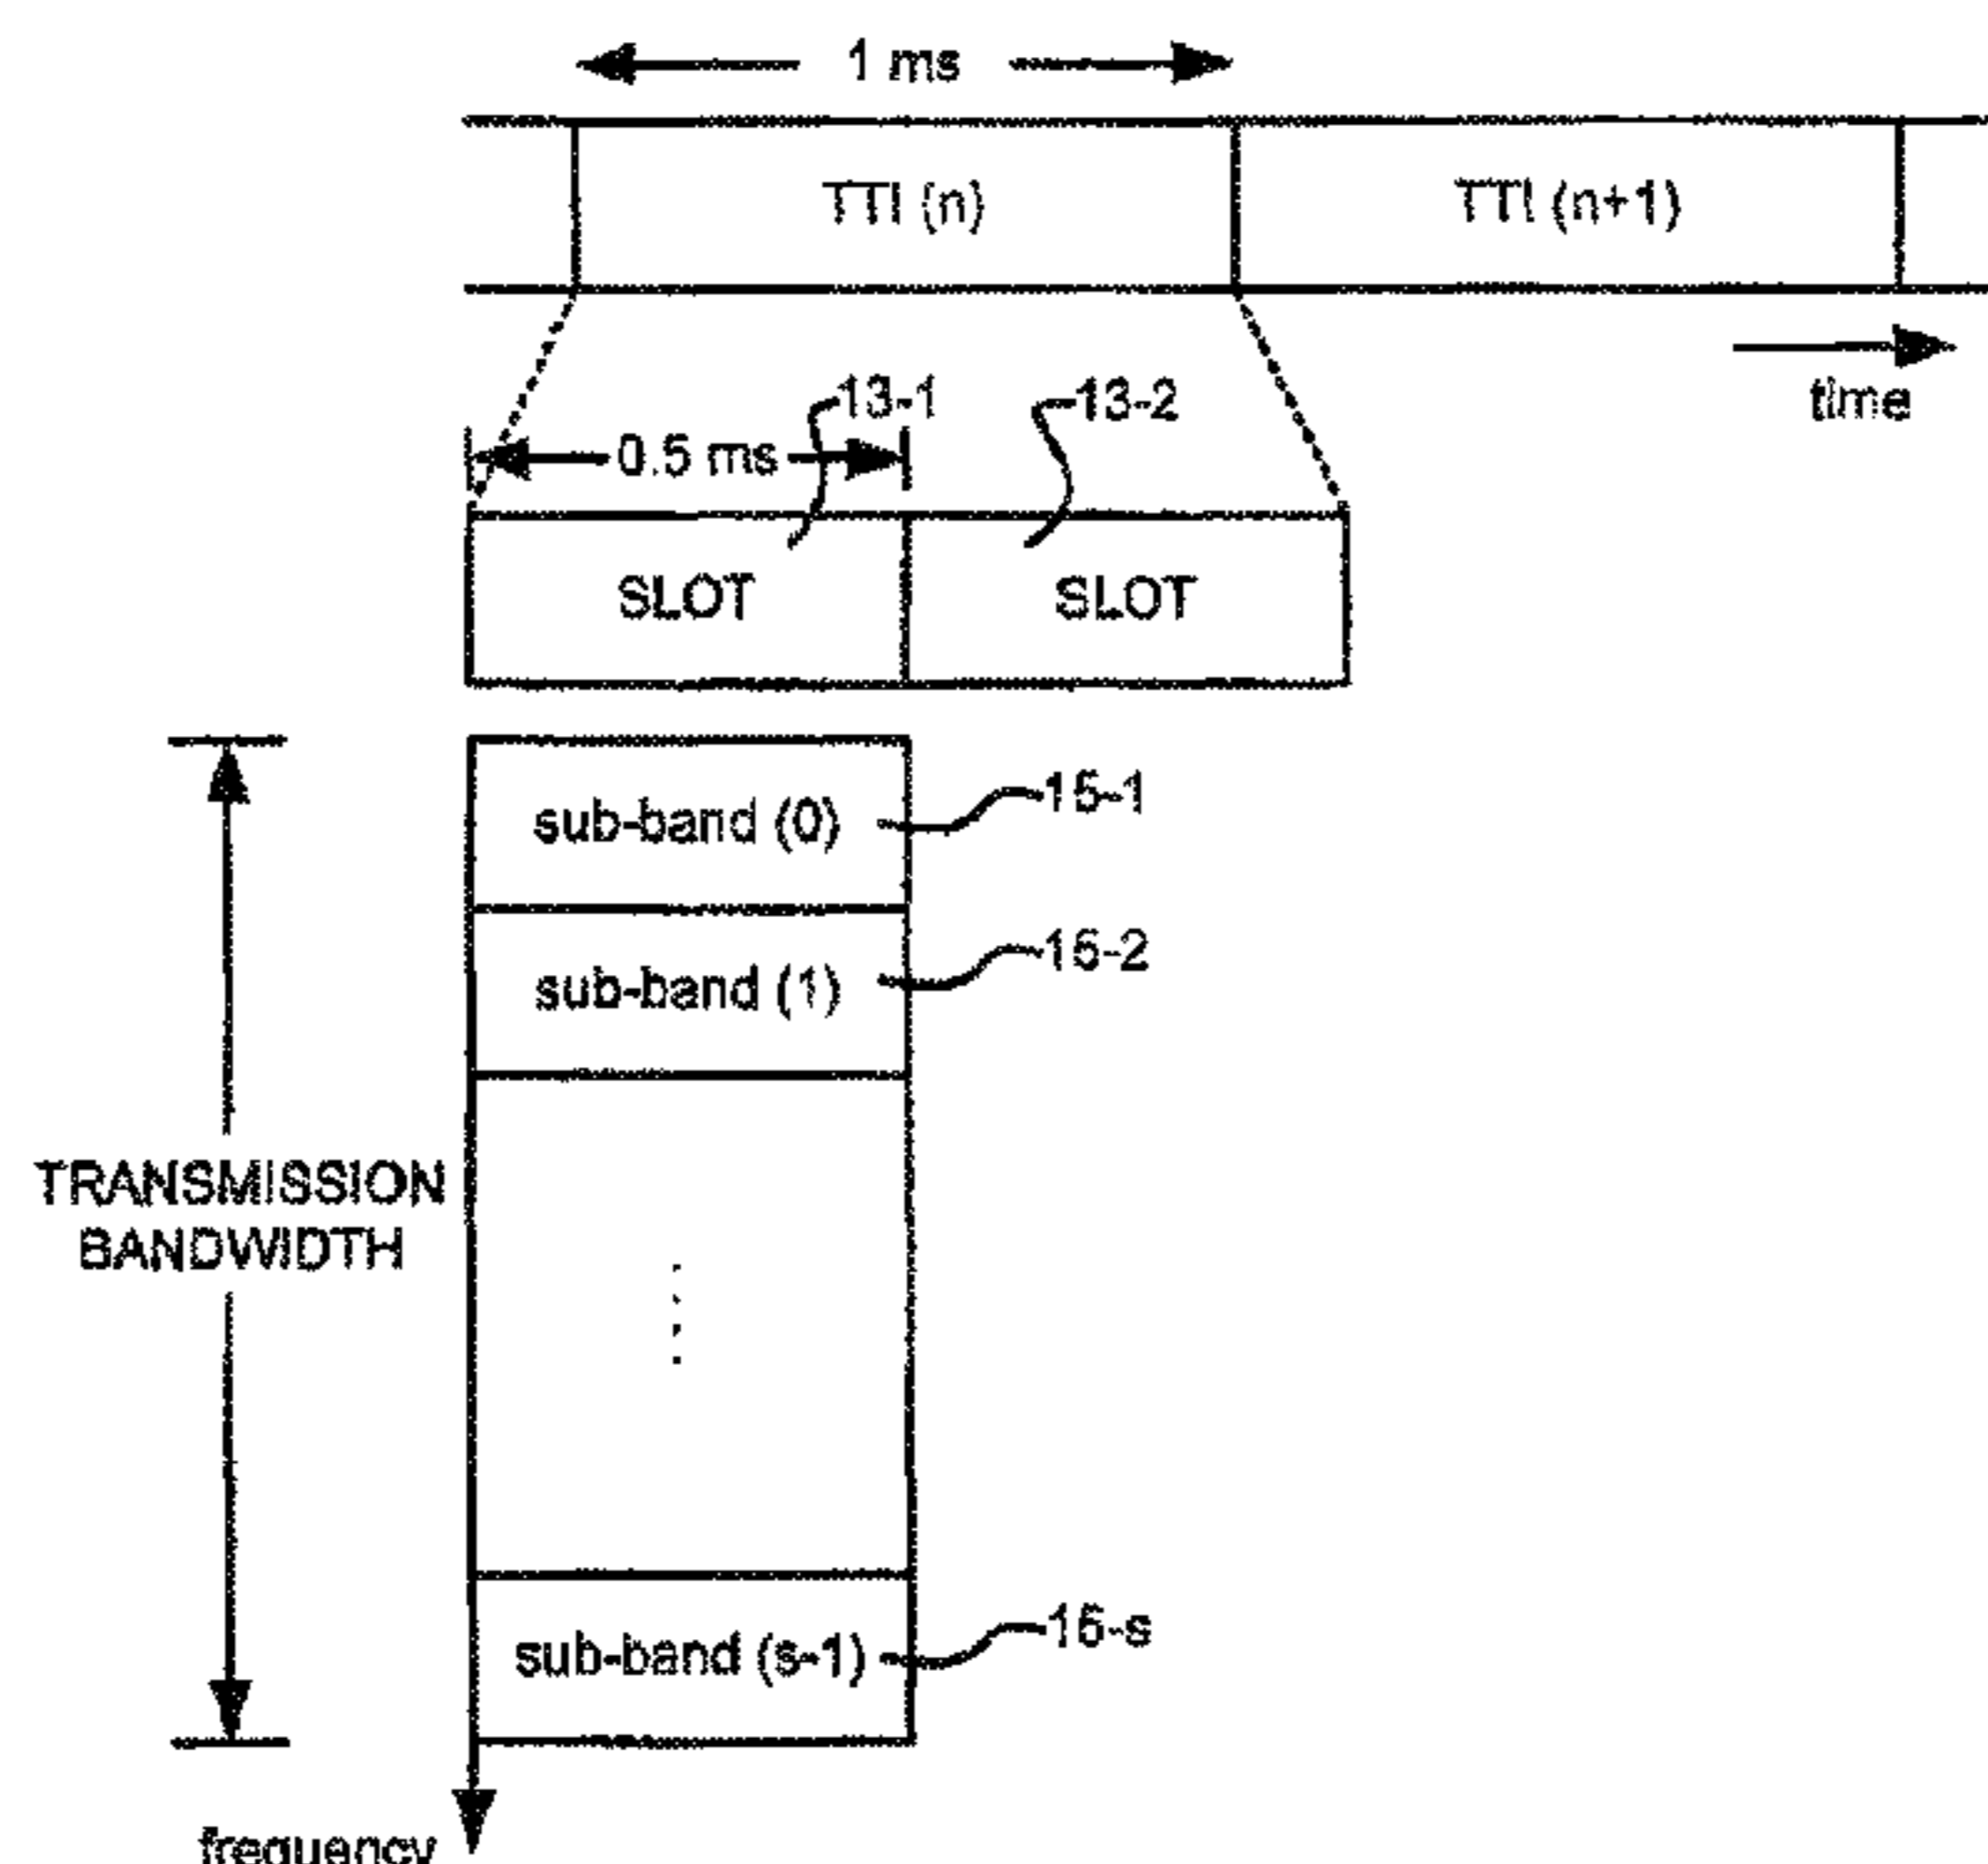 1 ms
TTI (n)
TTI (n+1)
time
13-1
13-2
0.5 ms
SLOT
SLOT
sub-band (0)
15-1
sub-band (1)
15-2
TRANSMISSION
BANDWIDTH
sub-band (s-1)
15-s
frequency